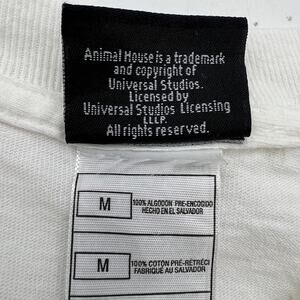 Animal House is a trademark
and copyright of
Universal Studios.
Licensed by
Universal Studios Licensing
LLLP.
All rights reserved.
M
100% ALGODON PRE-ENCOGIDO
HECHO EN EL SALVADOR
M
100% COTON PRÉ-RÉTRÉCI
FABRIQUÉ AU SALVADOR